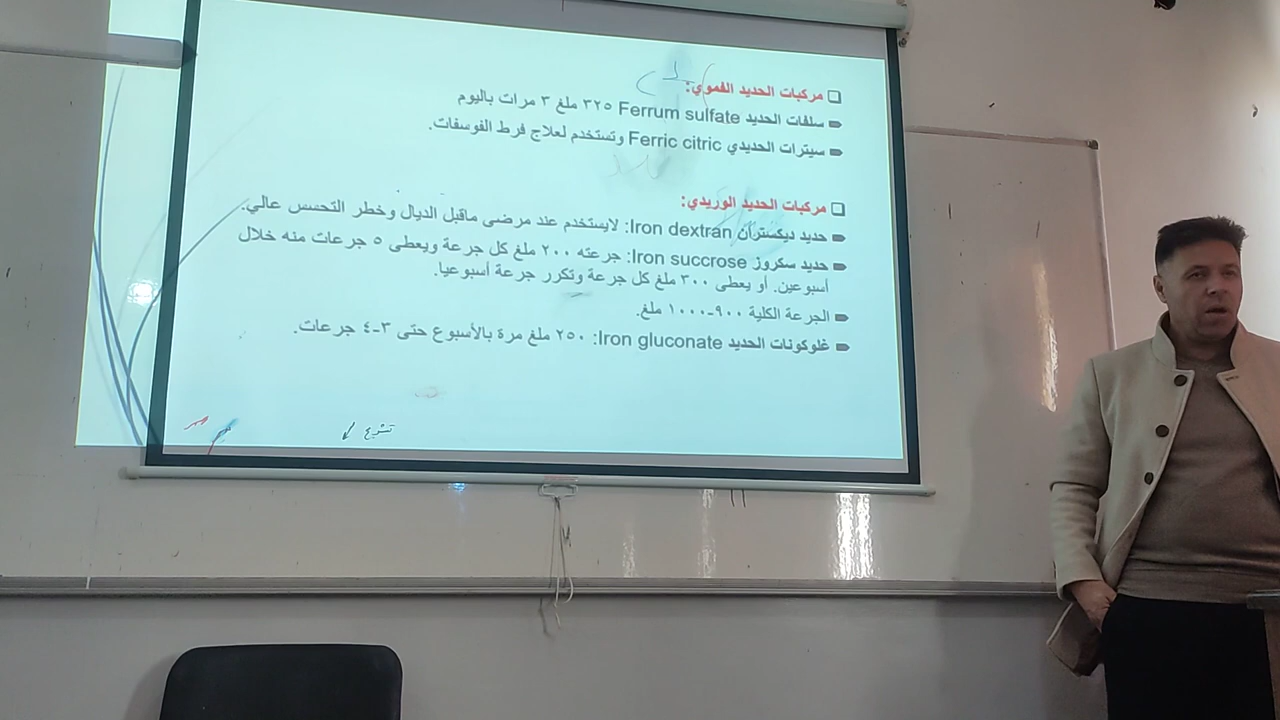 مركبات الحديد الفموي:
سلفات الحديد Ferrum sulfate ٣٢٥ ملغ ٣ مرات باليوم
سيترات الحديدي Ferric citric وتستخدم لعلاج فرط الفوسفات.
مركبات الحديد الوريدي:
حديد ديكستران Iron dextran: لايستخدم عند مرضى ماقبل الديال وخطر التحسس عالي.
حديد سكروز Iron succrose: جرعته ٢٠٠ ملغ كل جرعة ويعطى ٥ جرعات منه خلال
أسبوعين. أو يعطى ٣٠٠ ملغ كل جرعة وتكرر جرعة أسبوعيا.
الجرعة الكلية ٩٠٠-١٠٠٠ ملغ.
غلوكونات الحديد Iron gluconate: ٢٥٠ ملغ مرة بالأسبوع حتى ٣-٤ جرعات.